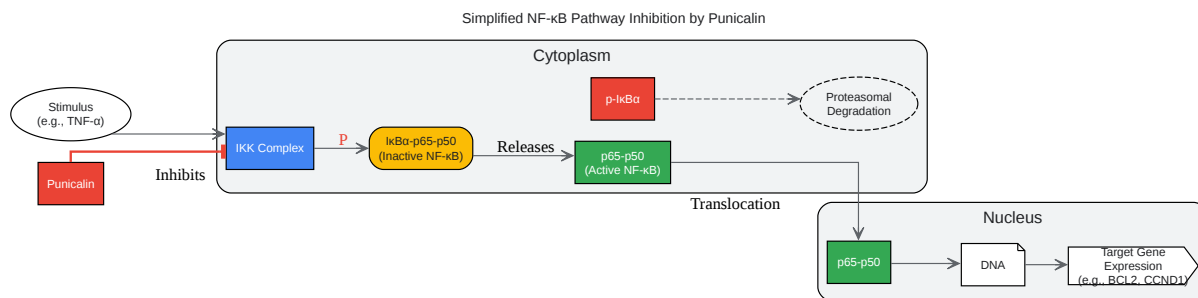 Simplified NF-κB Pathway Inhibition by Punicalin
Cytoplasm
Stimulus
(e.g., TNF-α)
Punicalin
Inhibits
IKK Complex
P
IκBα-p65-p50
(Inactive NF-κB)
Releases
p65-p50
(Active NF-κB)
p-IκBα
Proteasomal
Degradation
Translocation
Nucleus
p65-p50
DNA
Target Gene
Expression
(e.g., BCL2, CCND1)